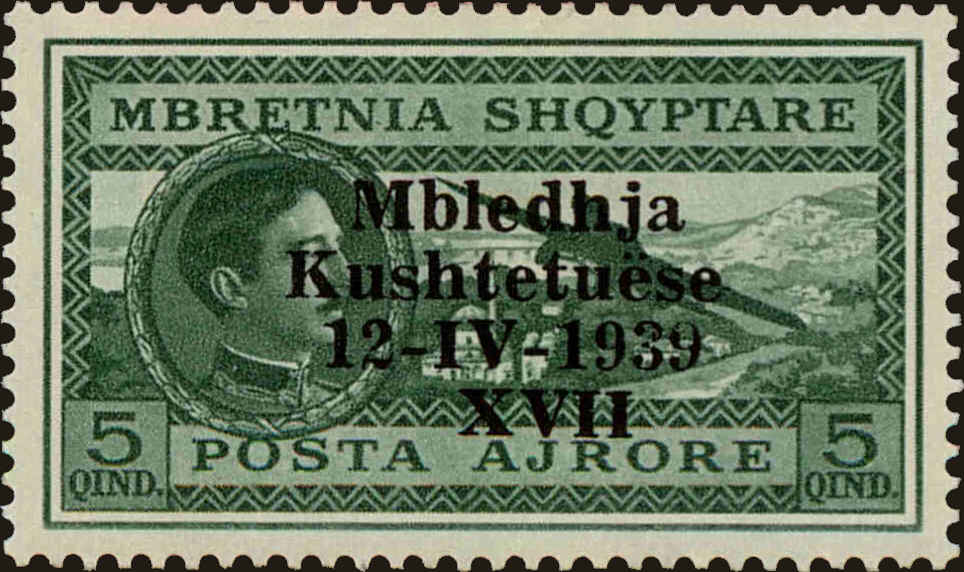 MBRETNIA SHQYPTARE
Mbledhja
Kushtetuëse
12-IV-1939
XVII
5
QIND.
POSTA AJRORE
5
QIND.